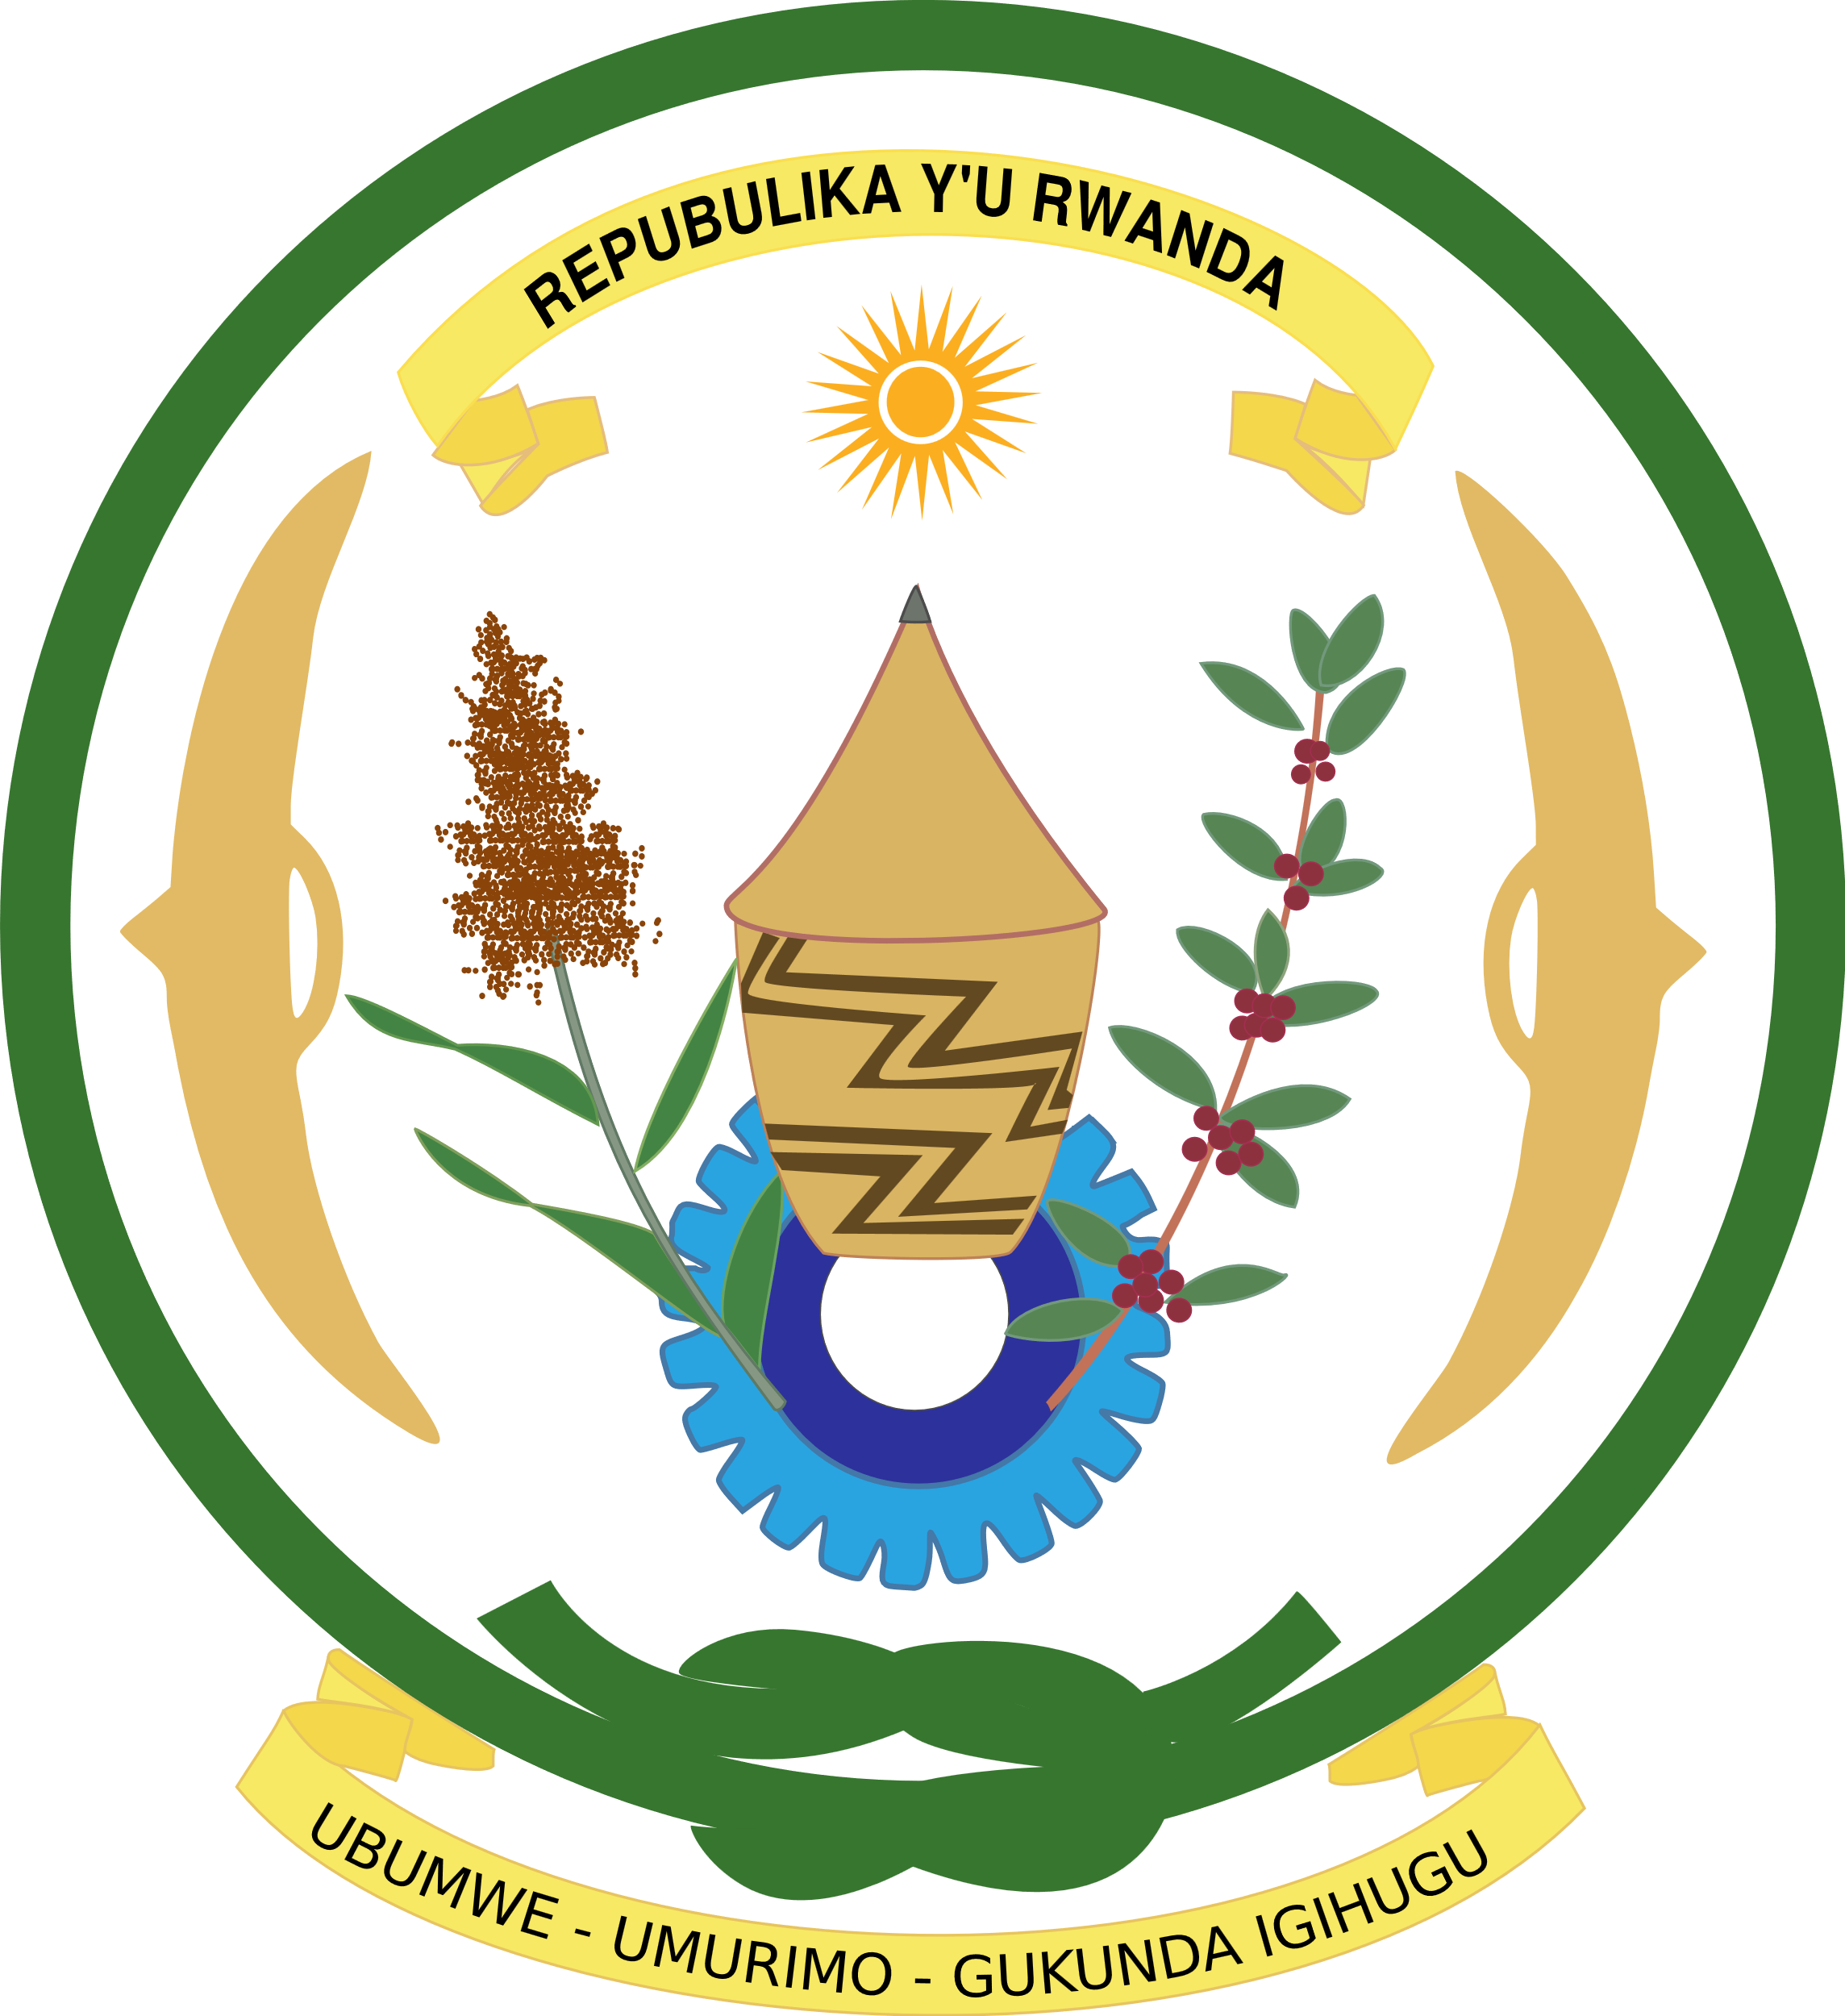 REPUBULIKA Y'U RWANDA
UBUMWE - UMURIMO - GUKUNDA IGIHUGU